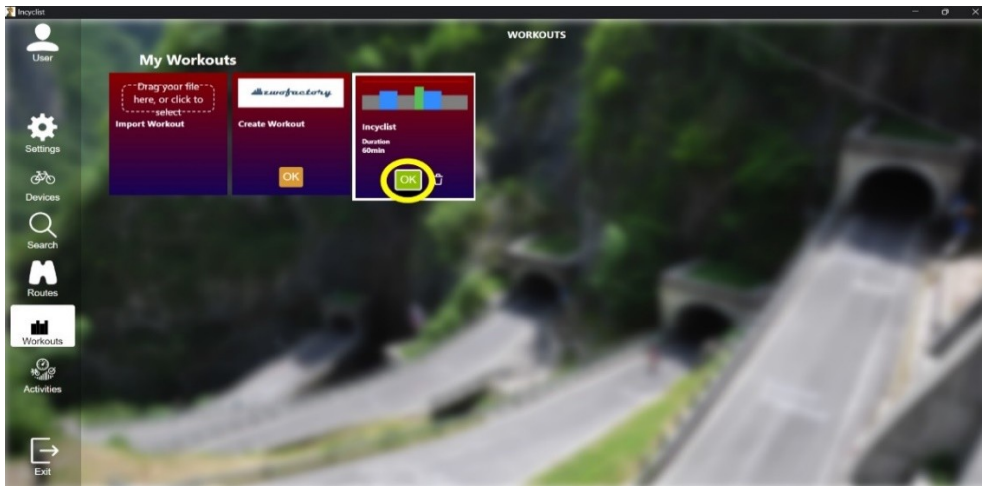 Incyclist
WORKOUTS
User
Settings
Devices
Search
Routes
Workouts
Activities
Exit
My Workouts
Drag your file
here, or click to
select
Import Workout
zwofactory
Create Workout
OK
Incyclist
Duration
60min
OK